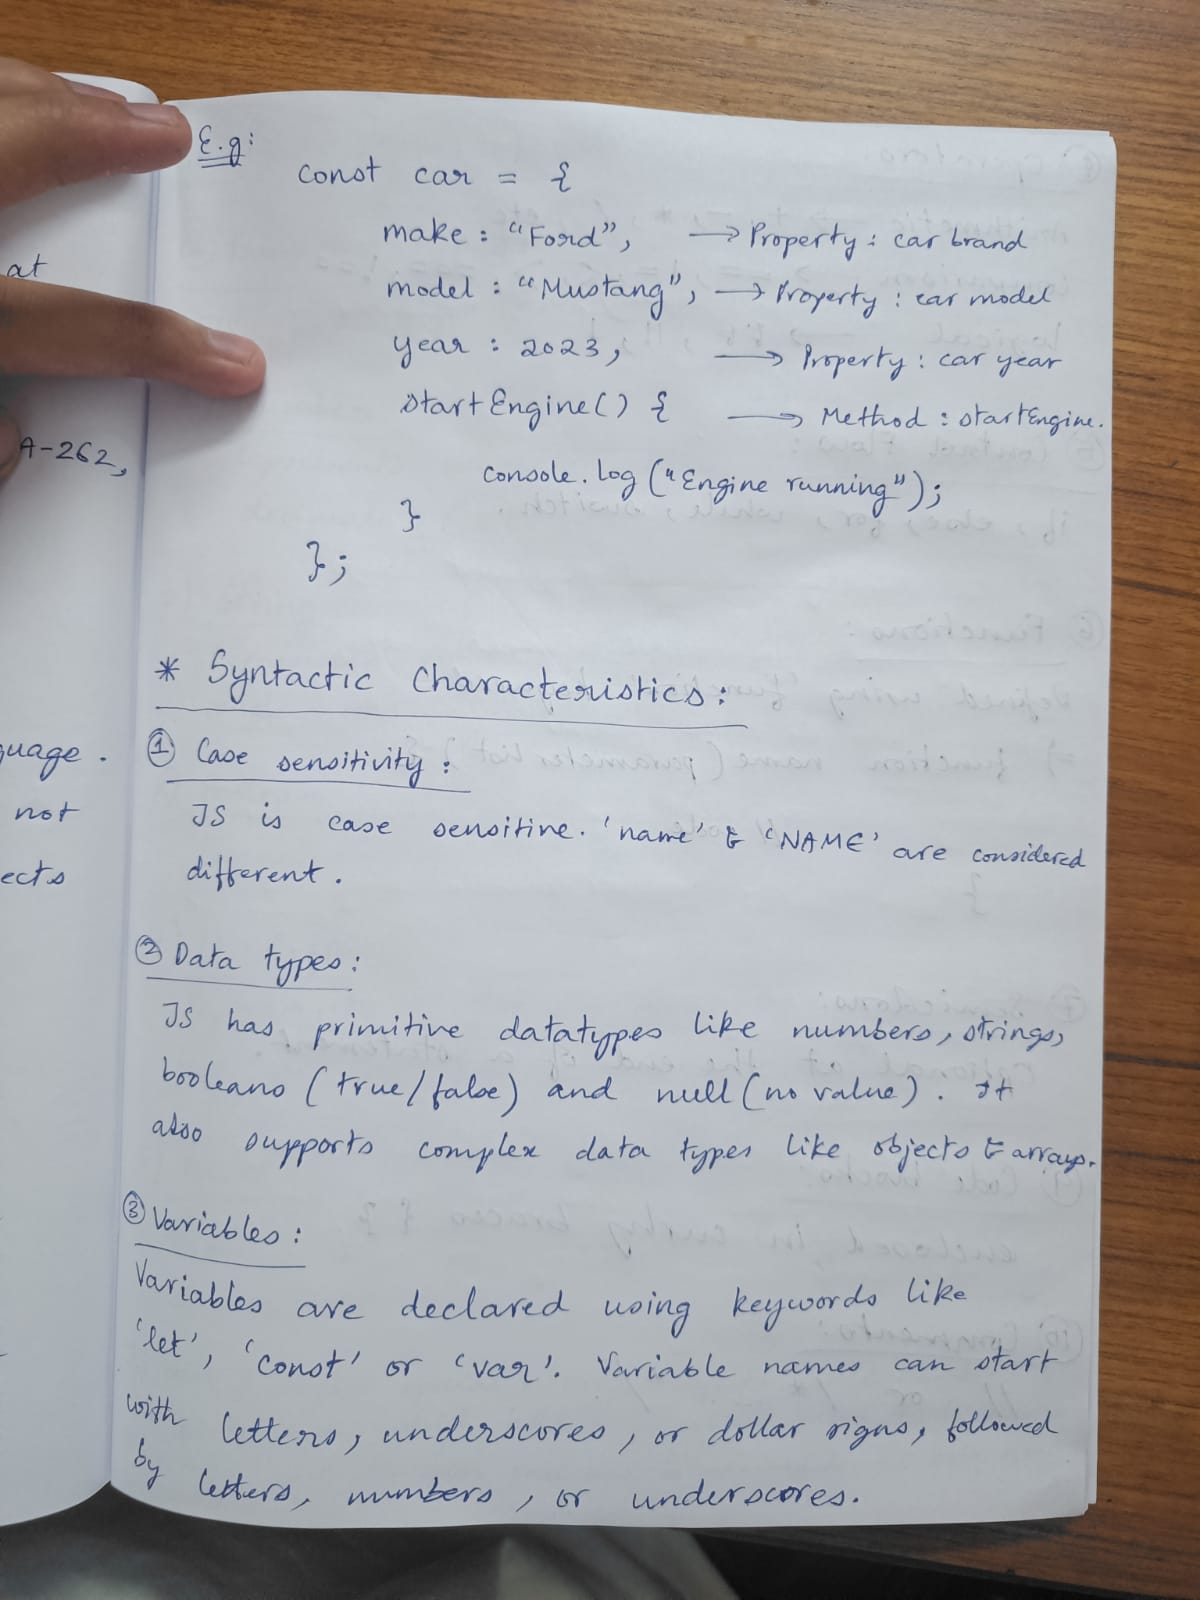 at
A-262,
guage.
not
ects
E.g:
const car = {
make : "Ford", → Property : car brand
model : "Mustang", → Property : car model
year : 2023, → Property : car year
startEngine() { → Method : startEngine.
console.log ("Engine running");
}
};
* Syntactic Characteristics :
① Case sensitivity :
JS is case sensitive. 'name' & 'NAME' are considered
different.
② Data types :
JS has primitive datatypes like numbers, strings,
booleans (true/false) and null (no value). It
also supports complex data types like objects & arrays.
③ Variables :
Variables are declared using keywords like
'let', 'const' or 'var'. Variable names can start
with letters, underscores, or dollar signs, followed
by letters, numbers, or underscores.